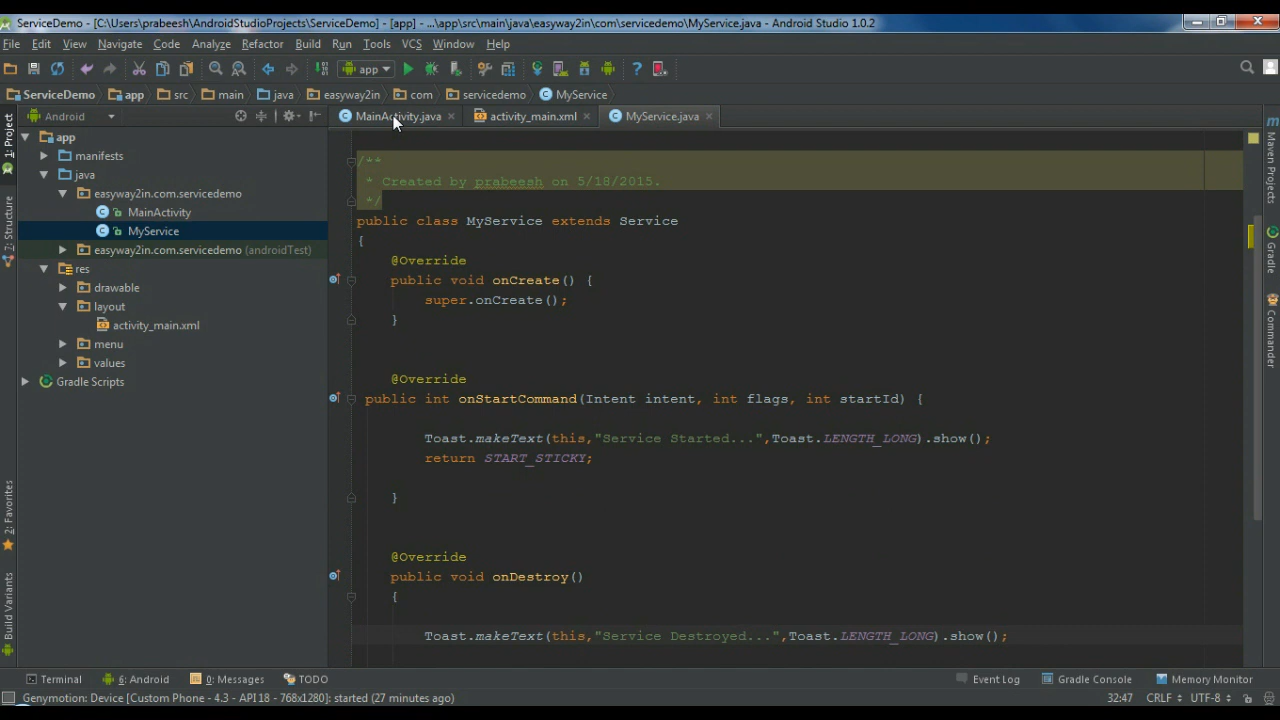 ServiceDemo - [C:\Users\prabeesh\AndroidStudioProjects\ServiceDemo] - [app] - ...\app\src\main\java\easyway2in\com\servicedemo\MyService.java - Android Studio 1.0.2
File Edit View Navigate Code Analyze Refactor Build Run Tools VCS Window Help
app
ServiceDemo app src main java easyway2in com servicedemo MyService
Android
MainActivity.java activity_main.xml MyService.java
1: Project
7: Structure
2: Favorites
Build Variants
app
manifests
java
easyway2in.com.servicedemo
MainActivity
MyService
easyway2in.com.servicedemo (androidTest)
res
drawable
layout
activity_main.xml
menu
values
Gradle Scripts
/**
* Created by prabeesh on 5/18/2015.
*/
public class MyService extends Service
{
@Override
public void onCreate() {
super.onCreate();
}
@Override
public int onStartCommand(Intent intent, int flags, int startId) {
Toast.makeText(this,"Service Started...",Toast.LENGTH_LONG).show();
return START_STICKY;
}
@Override
public void onDestroy()
{
Toast.makeText(this,"Service Destroyed...",Toast.LENGTH_LONG).show();
Maven Projects
Gradle
Commander
Terminal 6: Android 0: Messages TODO Event Log Gradle Console Memory Monitor
Genymotion: Device [Custom Phone - 4.3 - API 18 - 768x1280]: started (27 minutes ago) 32:47 CRLF UTF-8